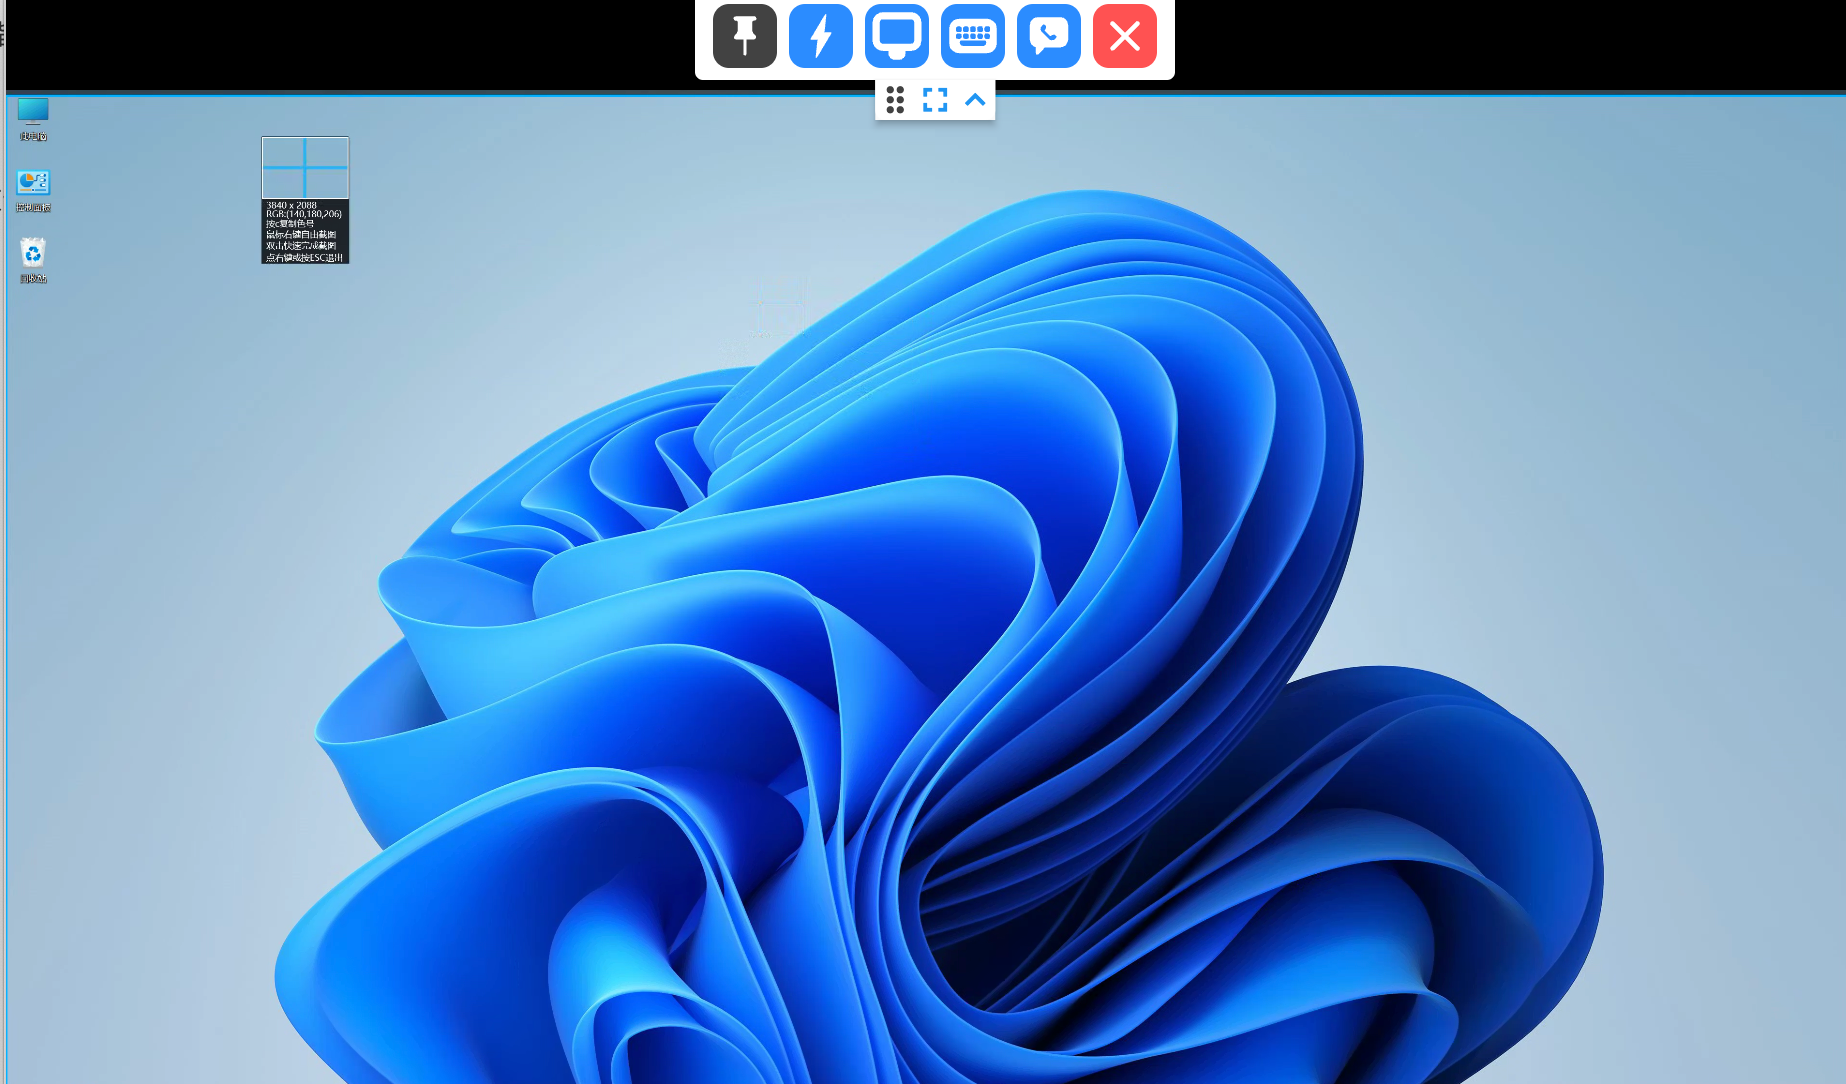 此电脑
控制面板
回收站
3840 x 2088
RGB:(140,180,206)
按c复制色号
鼠标右键自由截图
双击快速完成截图
点右键或按ESC退出